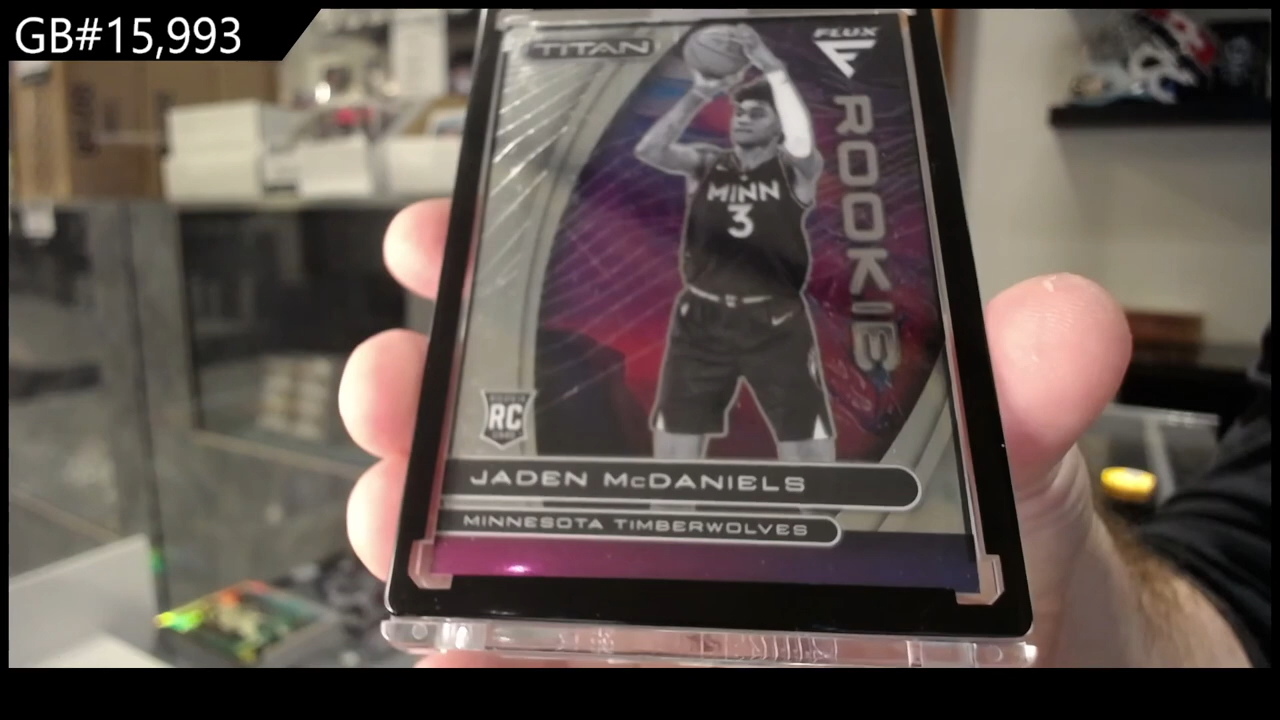 GB#15,993
TITAN
FLUX
ROOKIE
MINN
3
RC
JADEN McDANIELS
MINNESOTA TIMBERWOLVES